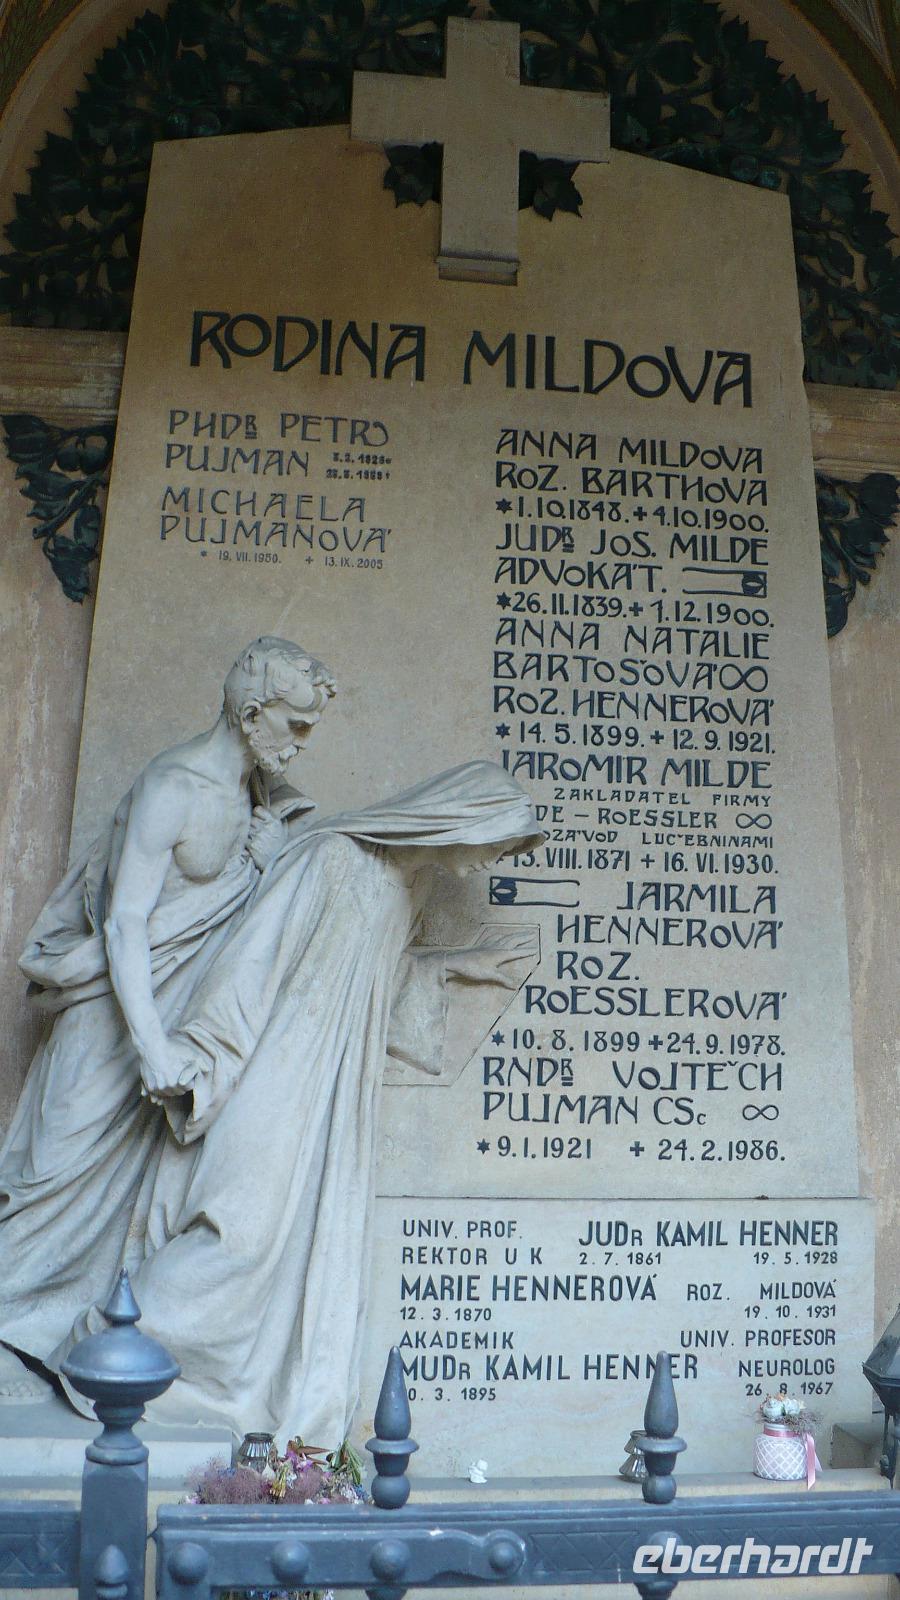 RODINA MILDOVA
PHDR PETR
PUJMAN
MICHAELA
PUJMANOVÁ
* 19. VII. 1950. + 13. IX. 2005
ANNA MILDOVA
ROZ. BARTHOVA
*1.10.1848.+4.10.1900.
JUDR JOS. MILDE
ADVOKÁT.
*26.11.1839.+1.12.1900.
ANNA NATALIE
BARTOŠOVÁ ∞
ROZ. HENNEROVÁ
*14.5.1899.+12.9.1921.
JAROMIR MILDE
ZAKLADATEL FIRMY
DE – ROESSLER ∞
LUČEBNINAMI
*13.VIII.1871 + 16.VI.1930.
JARMILA
HENNEROVÁ
ROZ.
ROESSLEROVÁ
*10.8.1899 +24.9.1978.
RNDR VOJTĚCH
PUJMAN CSc ∞
*9.1.1921 + 24.2.1986.
UNIV. PROF. JUDR KAMIL HENNER
REKTOR U K 2.7.1861 19.5.1928
MARIE HENNEROVÁ ROZ. MILDOVÁ
12.3.1870 19.10.1931
AKADEMIK UNIV. PROFESOR
MUDR KAMIL HENNER NEUROLOG
0.3.1895 26.8.1967
eberhardt